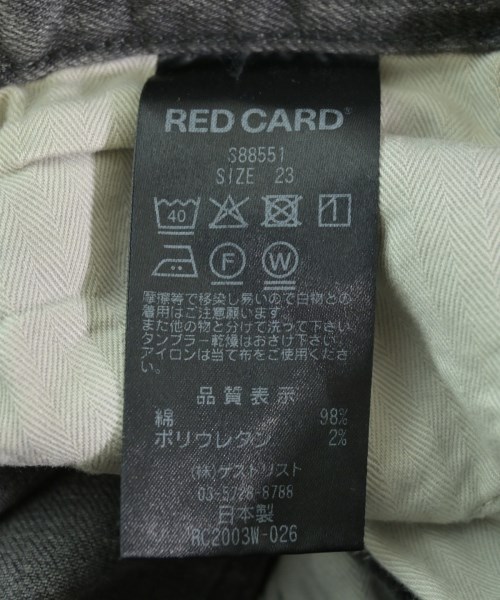 RED CARD®
S88551
SIZE 23
40
F W
摩擦等で移染し易いので白物との
着用はご注意願います。
また他の物と分けて洗って下さい
タンブラー乾燥はおさけ下さい。
アイロンは当て布をご使用くださ
い。
品質表示
綿 98%
ポリウレタン 2%
(株)ゲストリスト
03-5728-8788
日本製
RC2003W-026